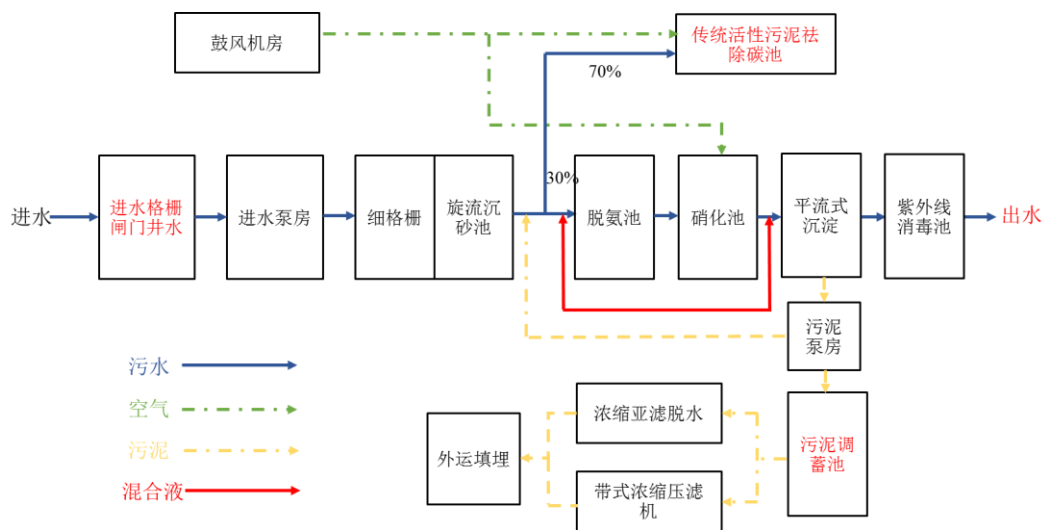 鼓风机房
传统活性污泥祛
除碳池
70%
30%
进水
进水格栅
闸门井水
进水泵房
细格栅
旋流沉
砂池
脱氨池
硝化池
平流式
沉淀
紫外线
消毒池
出水
污泥
泵房
污水
空气
污泥
混合液
外运填埋
浓缩亚滤脱水
带式浓缩压滤
机
污泥调
蓄池